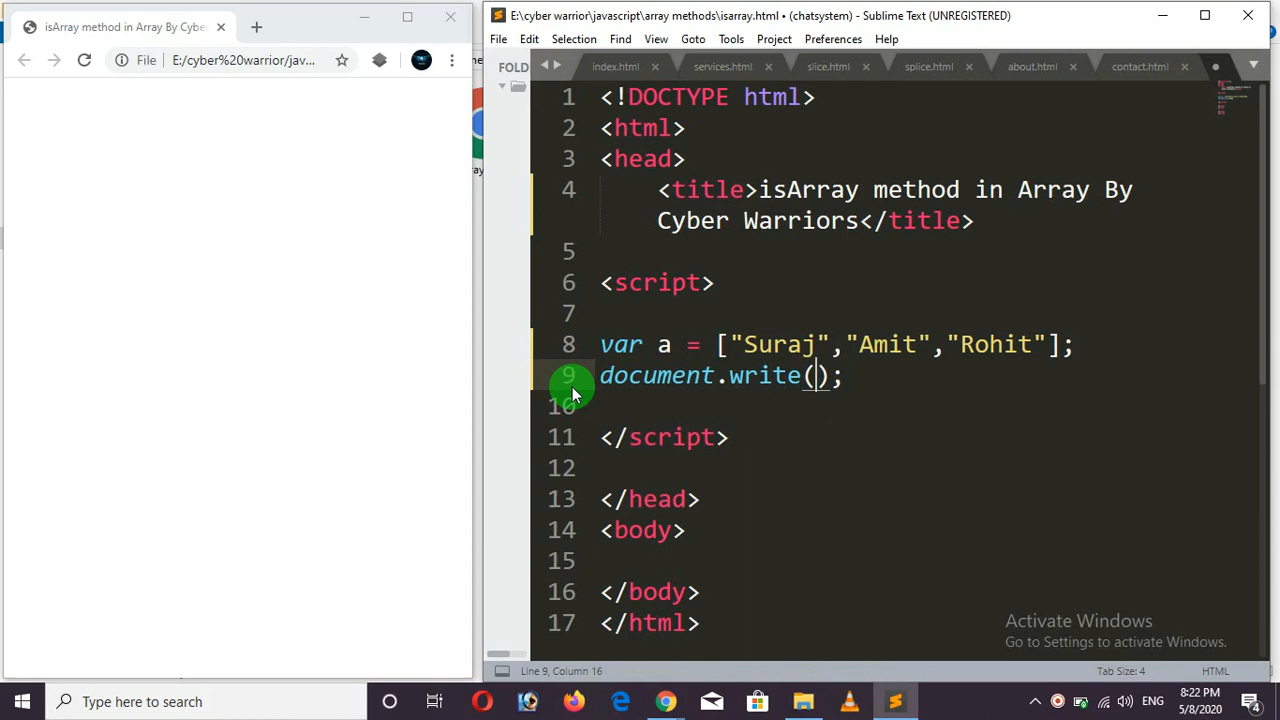 isArray method in Array By Cybe
File
E:/cyber%20warrior/jav...
E:\cyber warrior\javascript\array methods\isarray.html • (chatsystem) - Sublime Text (UNREGISTERED)
File Edit Selection Find View Goto Tools Project Preferences Help
FOLD
index.html
services.html
slice.html
splice.html
about.html
contact.html
1 <!DOCTYPE html>
2 <html>
3 <head>
4 <title>isArray method in Array By
Cyber Warriors</title>
5
6 <script>
7
8 var a = ["Suraj","Amit","Rohit"];
9 document.write();
10
11 </script>
12
13 </head>
14 <body>
15
16 </body>
17 </html>
Activate Windows
Go to Settings to activate Windows.
Line 9, Column 16
Tab Size: 4
HTML
Type here to search
ENG
8:22 PM
5/8/2020